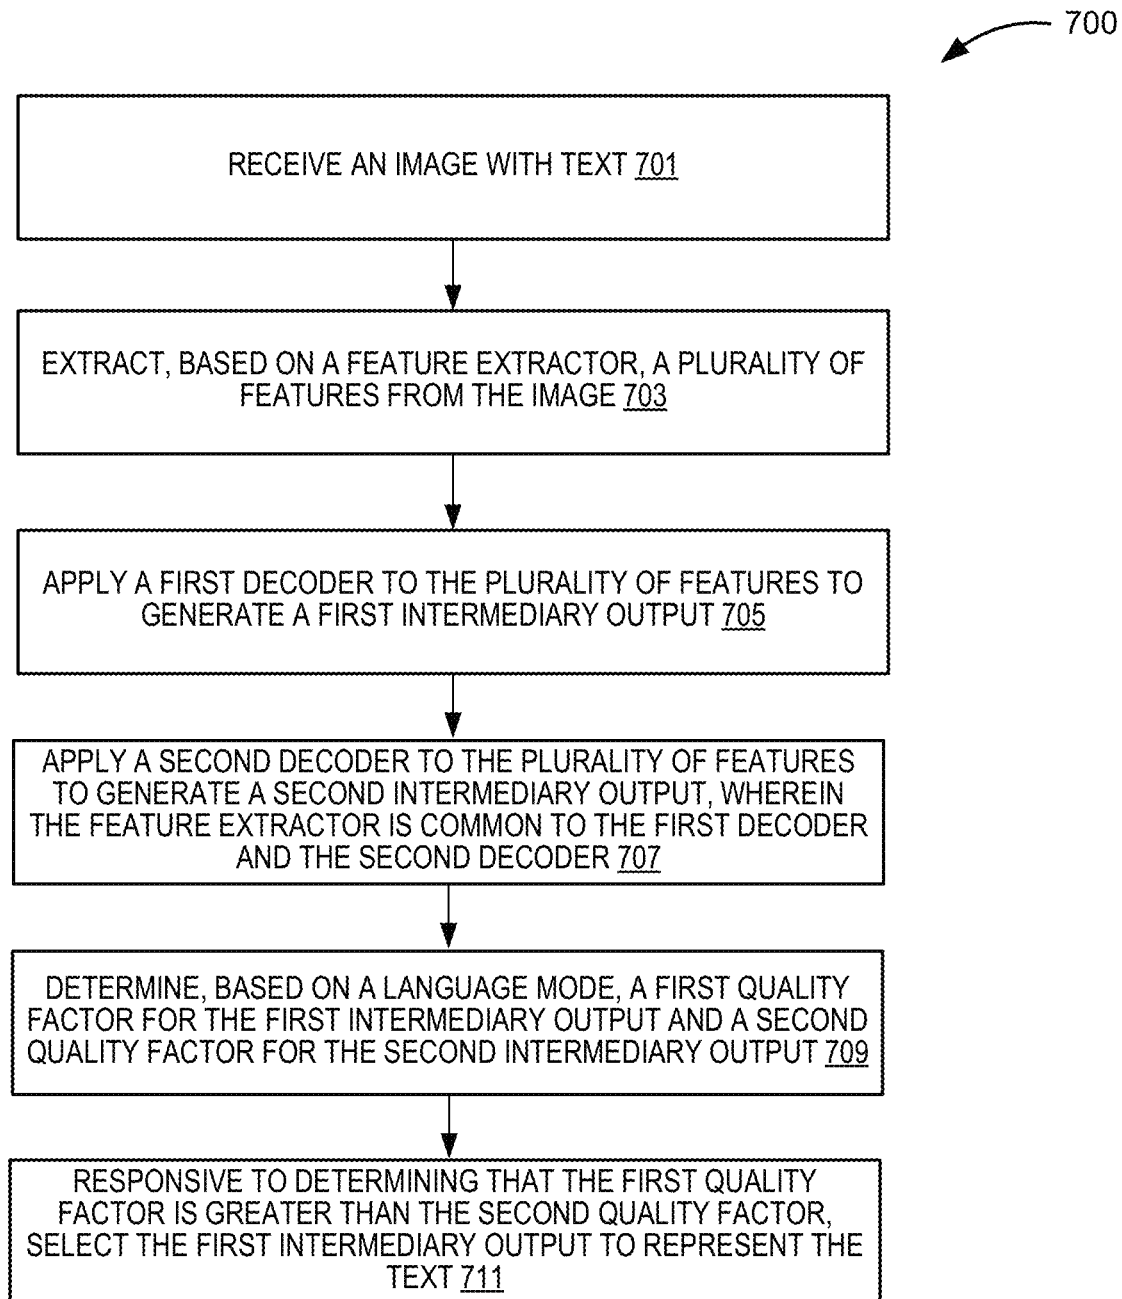 700
RECEIVE AN IMAGE WITH TEXT 701
EXTRACT, BASED ON A FEATURE EXTRACTOR, A PLURALITY OF
FEATURES FROM THE IMAGE 703
APPLY A FIRST DECODER TO THE PLURALITY OF FEATURES TO
GENERATE A FIRST INTERMEDIARY OUTPUT 705
APPLY A SECOND DECODER TO THE PLURALITY OF FEATURES
TO GENERATE A SECOND INTERMEDIARY OUTPUT, WHEREIN
THE FEATURE EXTRACTOR IS COMMON TO THE FIRST DECODER
AND THE SECOND DECODER 707
DETERMINE, BASED ON A LANGUAGE MODE, A FIRST QUALITY
FACTOR FOR THE FIRST INTERMEDIARY OUTPUT AND A SECOND
QUALITY FACTOR FOR THE SECOND INTERMEDIARY OUTPUT 709
RESPONSIVE TO DETERMINING THAT THE FIRST QUALITY
FACTOR IS GREATER THAN THE SECOND QUALITY FACTOR,
SELECT THE FIRST INTERMEDIARY OUTPUT TO REPRESENT THE
TEXT 711